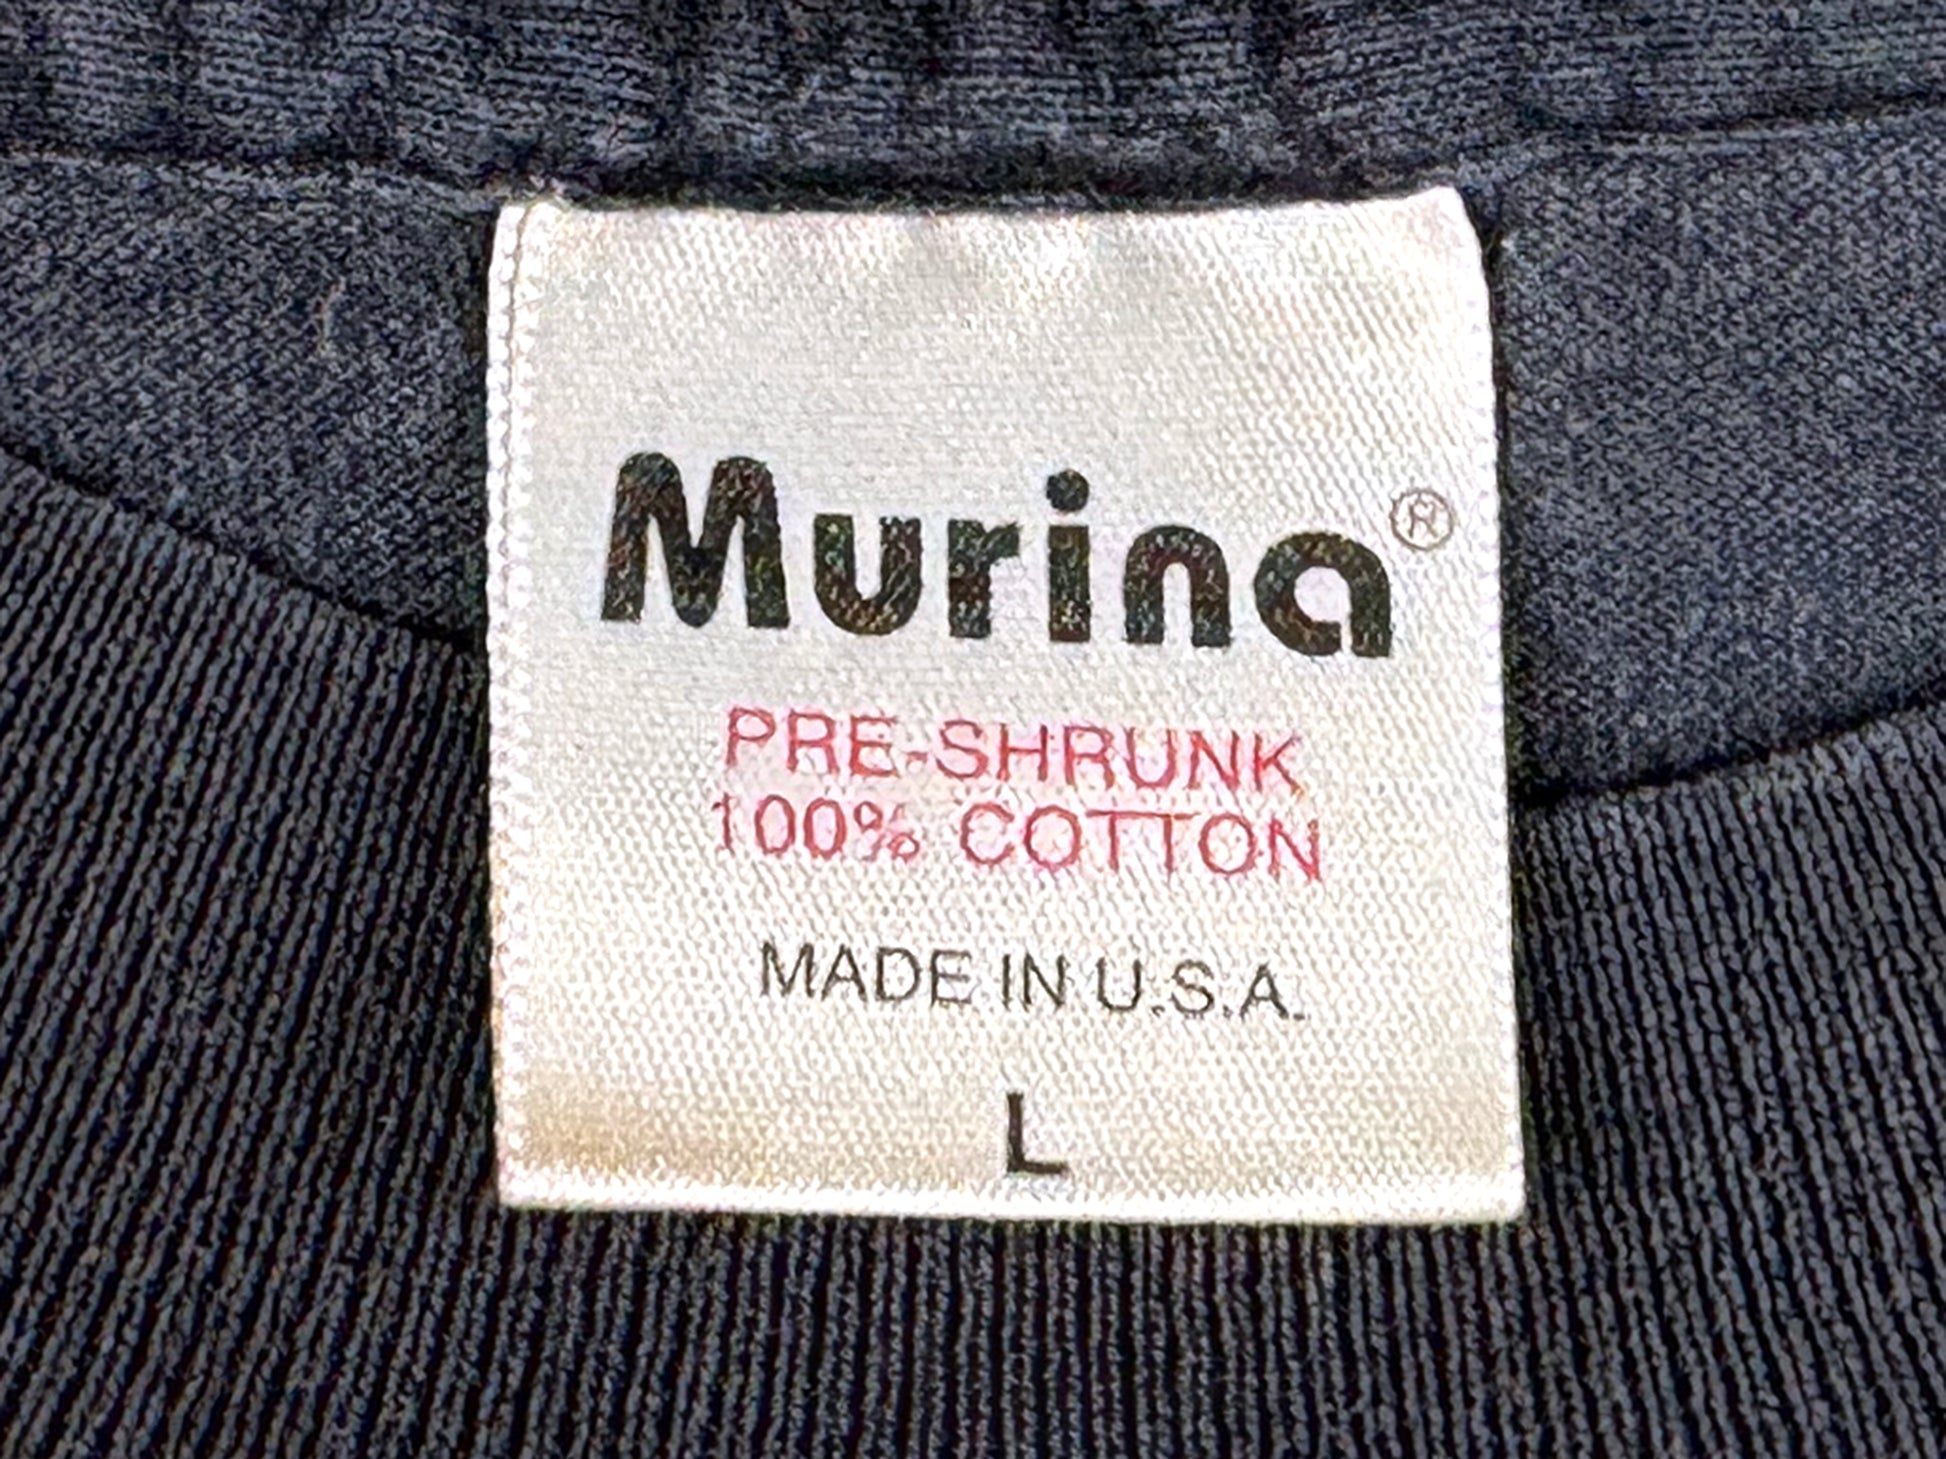 Murina®
PRE-SHRUNK
100% COTTON
MADE IN U.S.A.
L